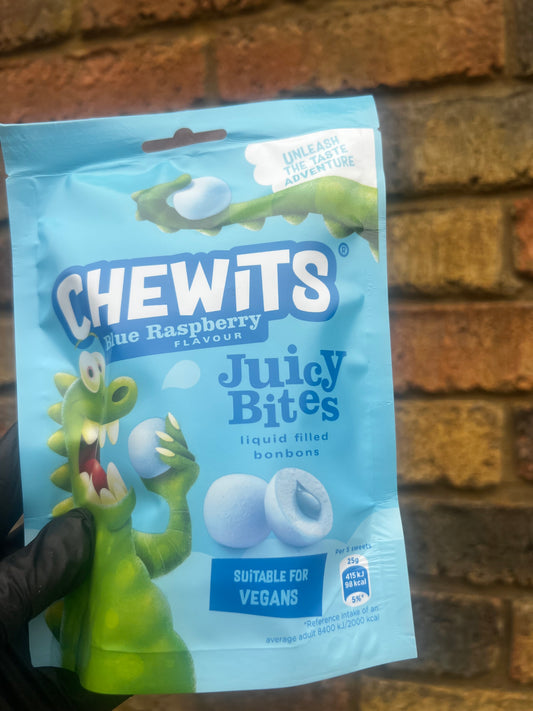 UNLEASH
THE TASTE
ADVENTURE
CHEWiTS®
Blue Raspberry
FLAVOUR
Juicy
Bites
liquid filled
bonbons
SUITABLE FOR
VEGANS
Per 5 sweets
25g
415 kJ
98 kcal
5%*
*Reference intake of an
average adult 8400 kJ/2000 kcal